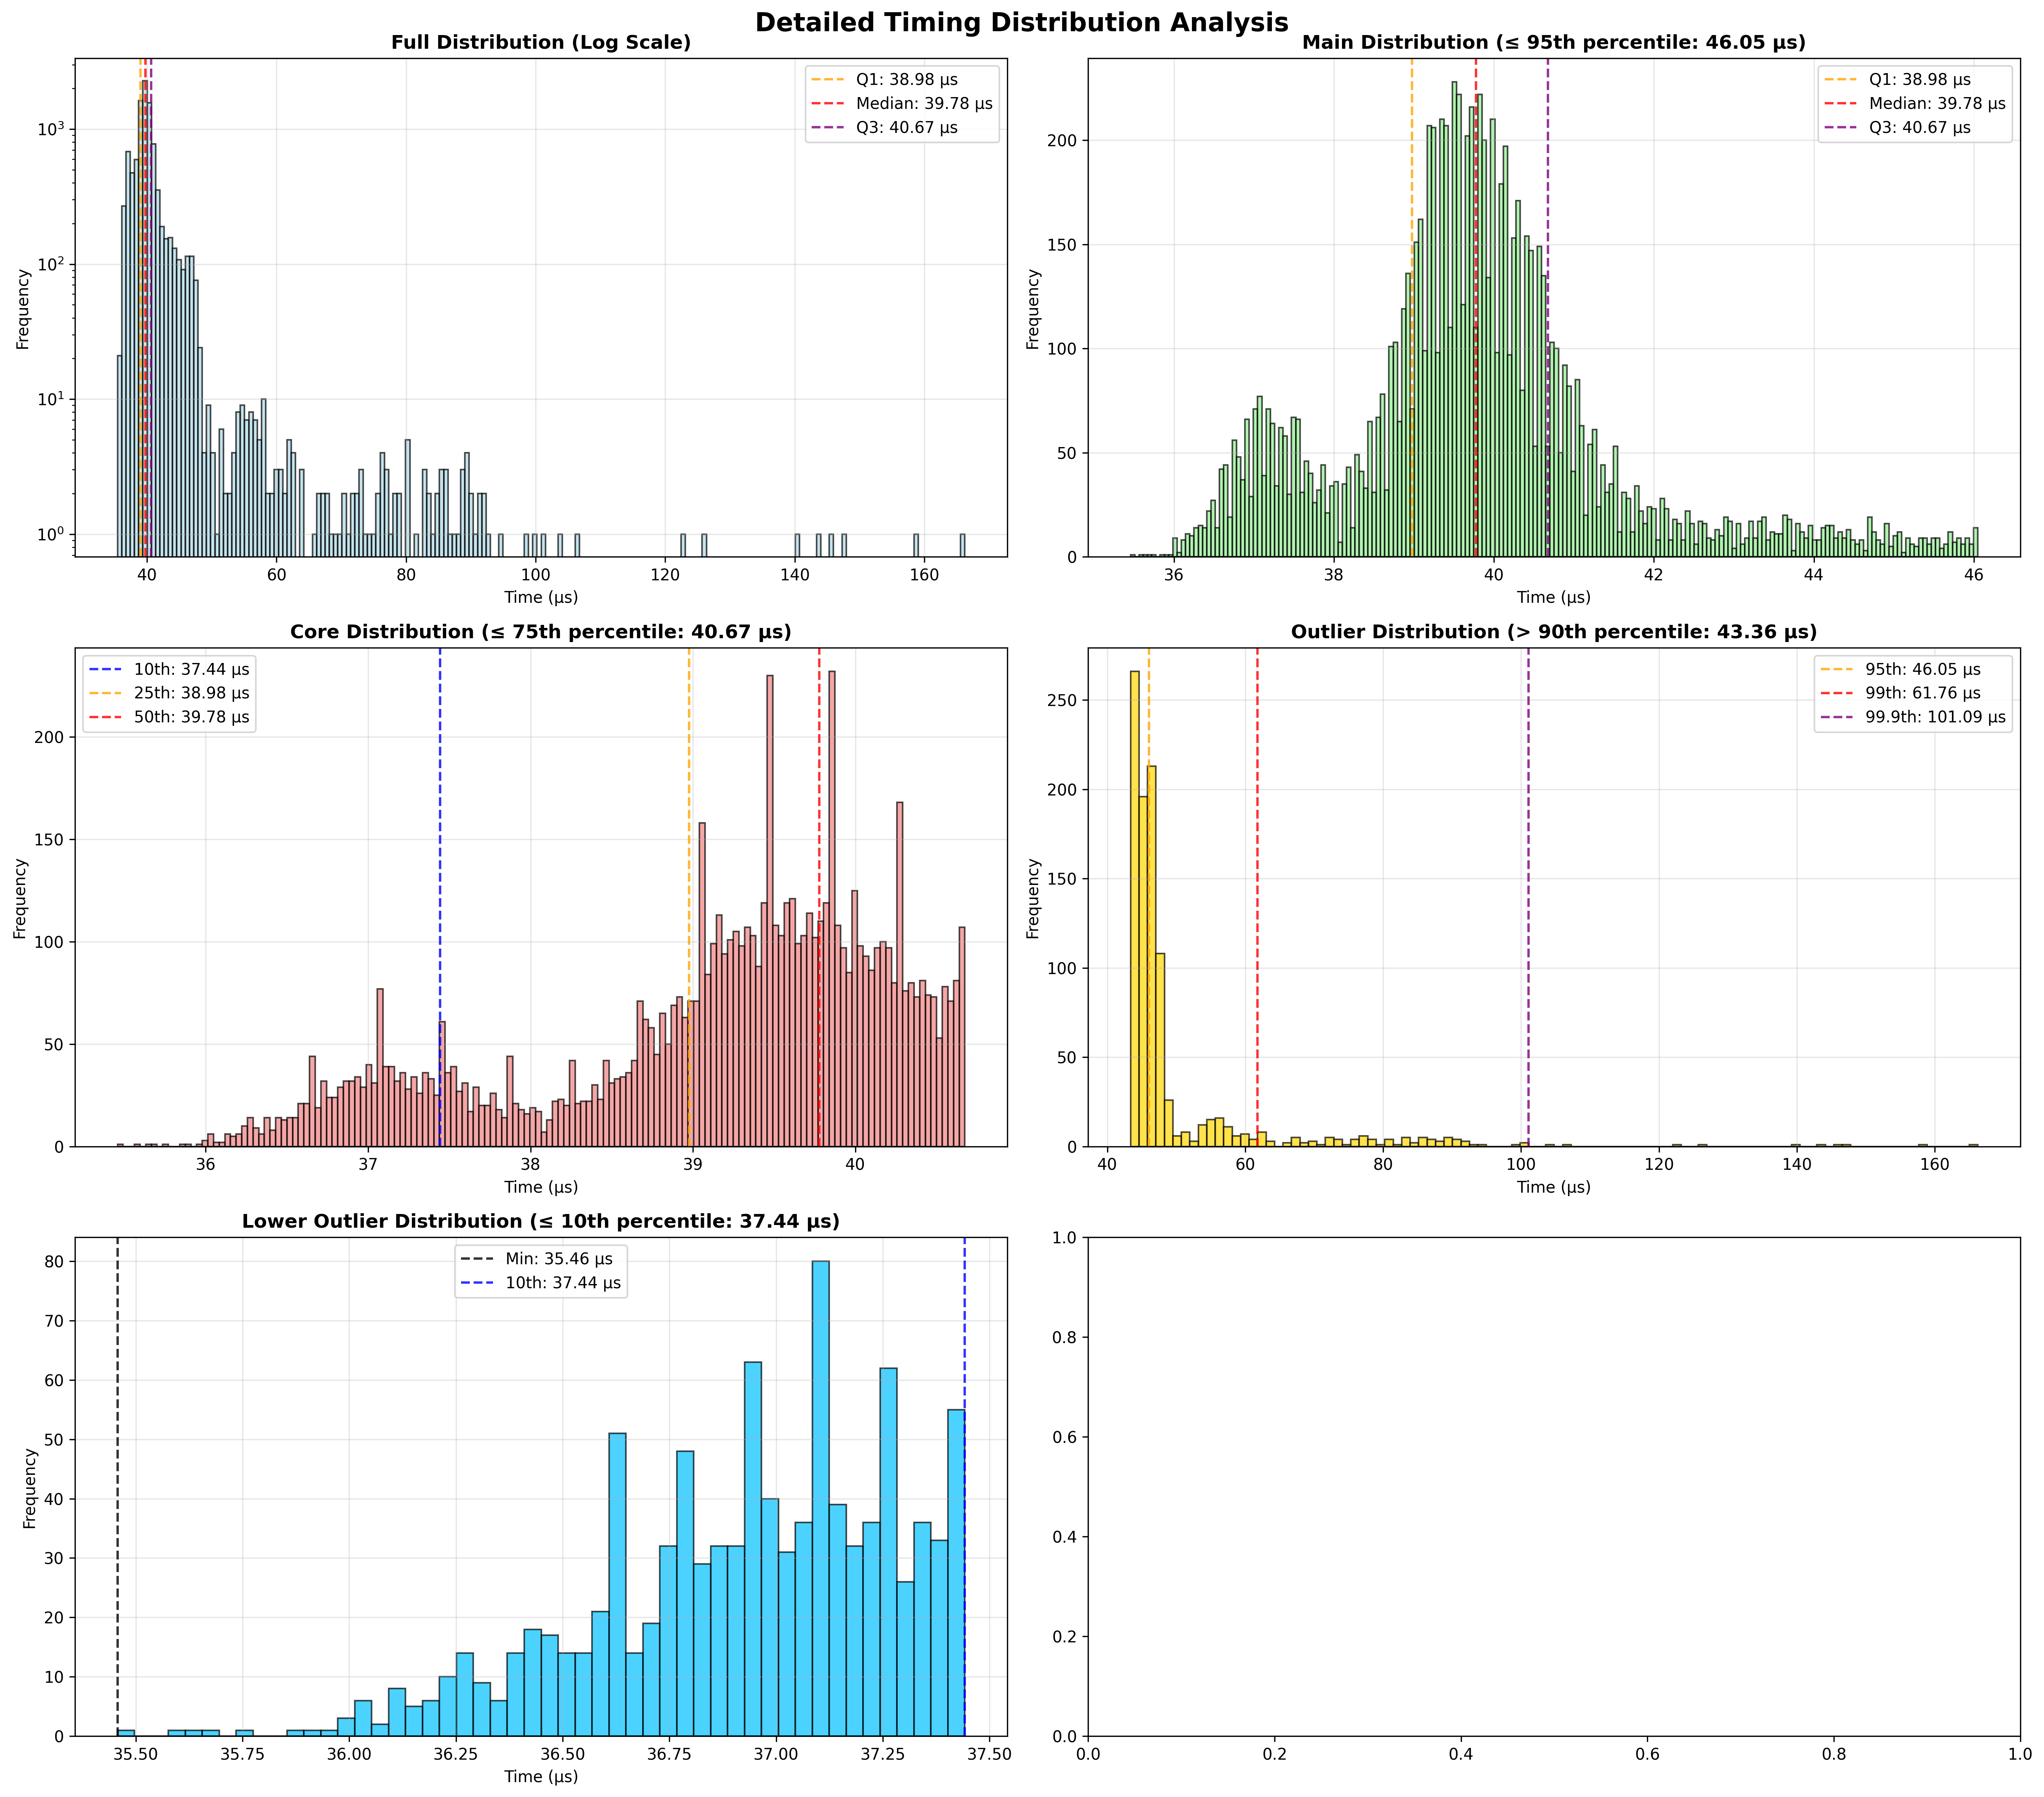 Detailed Timing Distribution Analysis
Full Distribution (Log Scale)
Q1: 38.98 µs
Median: 39.78 µs
Q3: 40.67 µs
Frequency
10³
10²
10¹
10⁰
40 60 80 100 120 140 160
Time (µs)
Main Distribution (≤ 95th percentile: 46.05 µs)
Q1: 38.98 µs
Median: 39.78 µs
Q3: 40.67 µs
Frequency
200
150
100
50
0
36 38 40 42 44 46
Time (µs)
Core Distribution (≤ 75th percentile: 40.67 µs)
10th: 37.44 µs
25th: 38.98 µs
50th: 39.78 µs
Frequency
200
150
100
50
0
36 37 38 39 40
Time (µs)
Outlier Distribution (> 90th percentile: 43.36 µs)
95th: 46.05 µs
99th: 61.76 µs
99.9th: 101.09 µs
Frequency
250
200
150
100
50
0
40 60 80 100 120 140 160
Time (µs)
Lower Outlier Distribution (≤ 10th percentile: 37.44 µs)
Min: 35.46 µs
10th: 37.44 µs
Frequency
80
70
60
50
40
30
20
10
0
35.50 35.75 36.00 36.25 36.50 36.75 37.00 37.25 37.50
Time (µs)
1.0
0.8
0.6
0.4
0.2
0.0
0.0 0.2 0.4 0.6 0.8 1.0